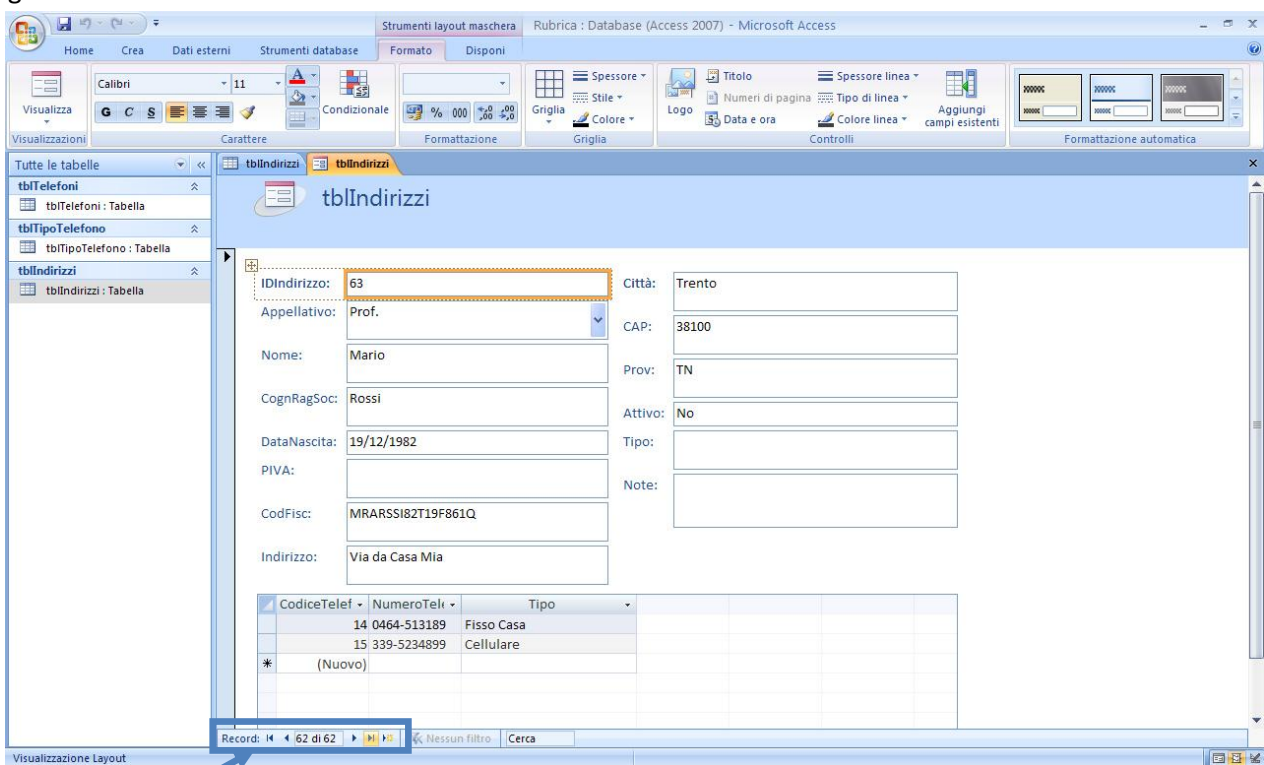 Strumenti layout maschera Rubrica : Database (Access 2007) - Microsoft Access
Home Crea Dati esterni Strumenti database Formato Disponi
Visualizza
Visualizzazioni
Calibri 11
G C S
Condizionale
Carattere
% 000
Formattazione
Griglia
Spessore
Stile
Colore
Griglia
Logo
Titolo
Numeri di pagina
Data e ora
Spessore linea
Tipo di linea
Colore linea
Aggiungi
campi esistenti
Controlli
Formattazione automatica
Tutte le tabelle
tblTelefoni
tblTelefoni : Tabella
tblTipoTelefono
tblTipoTelefono : Tabella
tblIndirizzi
tblIndirizzi : Tabella
tblIndirizzi tblIndirizzi
tblIndirizzi
IDIndirizzo: 63
Appellativo: Prof.
Nome: Mario
CognRagSoc: Rossi
DataNascita: 19/12/1982
PIVA:
CodFisc: MRARSSI82T19F861Q
Indirizzo: Via da Casa Mia
Città: Trento
CAP: 38100
Prov: TN
Attivo: No
Tipo:
Note:
CodiceTelef NumeroTele Tipo
14 0464-513189 Fisso Casa
15 339-5234899 Cellulare
(Nuovo)
Record: 62 di 62 Nessun filtro Cerca
Visualizzazione Layout